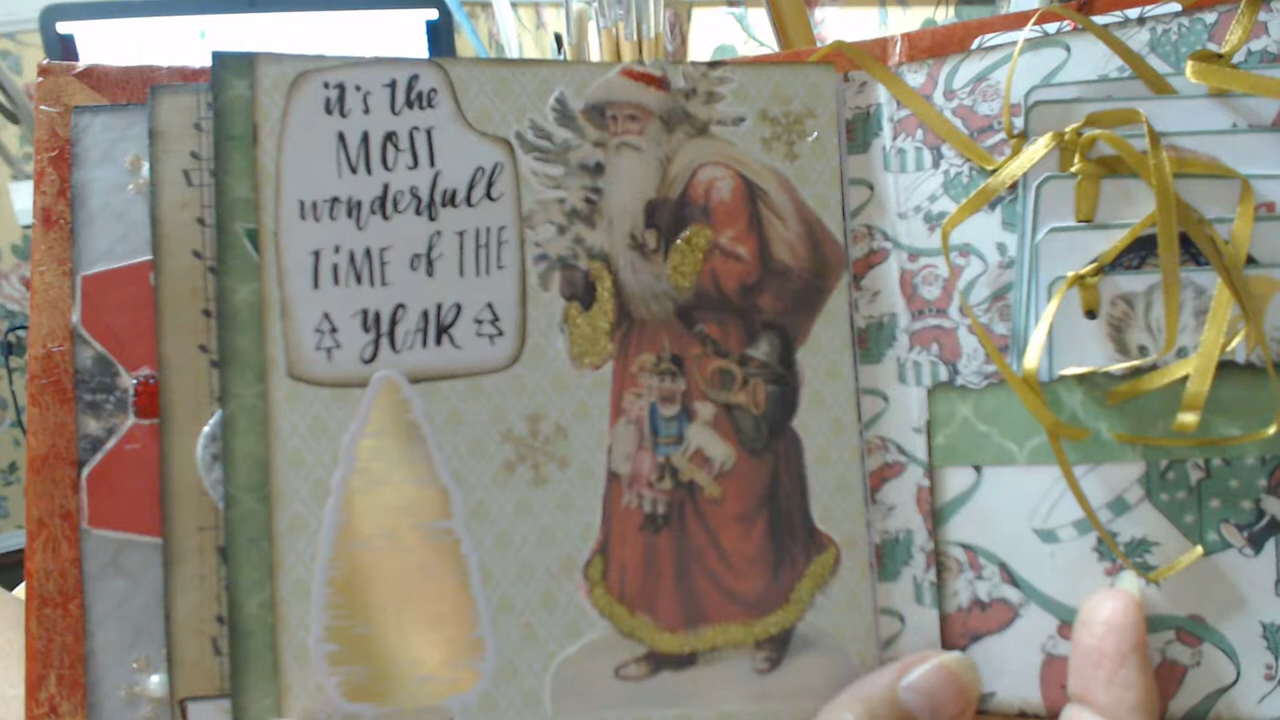 it's the
MOST
wonderfull
TIME of THE
YEAR